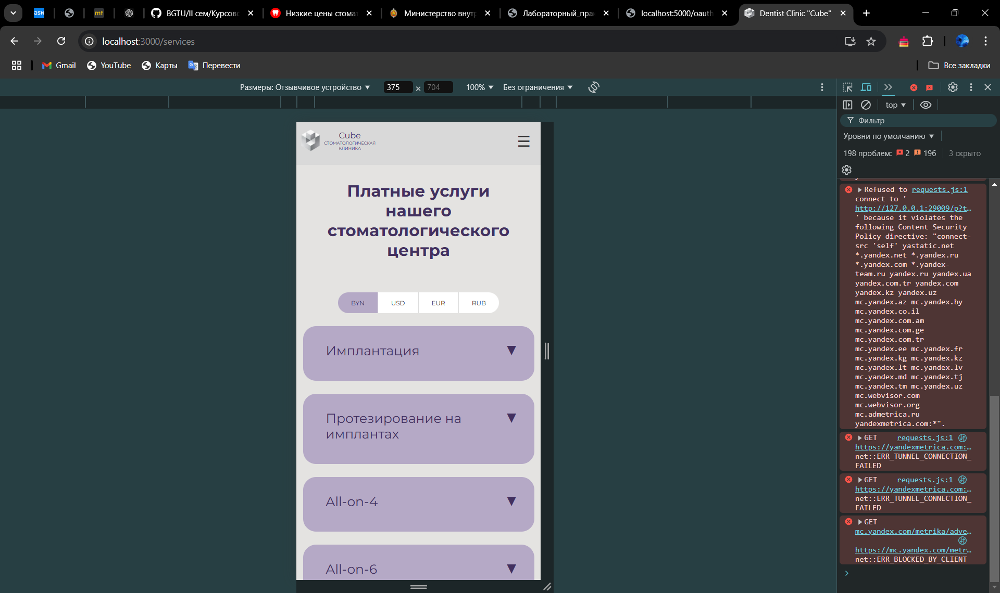 DSM
mt
BGTU/II сем/Курсово
Низкие цены стомат
Министерство внутр
Лабораторный_прак
localhost:5000/oauth
Dentist Clinic "Cube"
localhost:3000/services
Gmail
YouTube
Карты
Перевести
Все закладки
Размеры: Отзывчивое устройство
375
×
704
100%
Без ограничения
top
Фильтр
Уровни по умолчанию
198 проблем: 2 196 3 скрыто
Cube
СТОМАТОЛОГИЧЕСКАЯ
КЛИНИКА
Платные услуги
нашего
стоматологического
центра
BYN USD EUR RUB
Имплантация
Протезирование на
имплантах
All-on-4
All-on-6
Refused to requests.js:1
connect to '
http://127.0.0.1:29009/p?t…
' because it violates the
following Content Security
Policy directive: "connect-
src 'self' yastatic.net
*.yandex.net *.yandex.ru
*.yandex.com *.yandex-
team.ru yandex.ru yandex.ua
yandex.com.tr yandex.com
yandex.kz yandex.uz
mc.yandex.az mc.yandex.by
mc.yandex.co.il
mc.yandex.com.am
mc.yandex.com.ge
mc.yandex.com.tr
mc.yandex.ee mc.yandex.fr
mc.yandex.kg mc.yandex.kz
mc.yandex.lt mc.yandex.lv
mc.yandex.md mc.yandex.tj
mc.yandex.tm mc.yandex.uz
mc.webvisor.com
mc.webvisor.org
mc.admetrica.ru
yandexmetrica.com:*".
GET requests.js:1
https://yandexmetrica.com:…
net::ERR_TUNNEL_CONNECTION_
FAILED
GET requests.js:1
https://yandexmetrica.com:…
net::ERR_TUNNEL_CONNECTION_
FAILED
GET
mc.yandex.com/metrika/adve…
https://mc.yandex.com/metr…
net::ERR_BLOCKED_BY_CLIENT